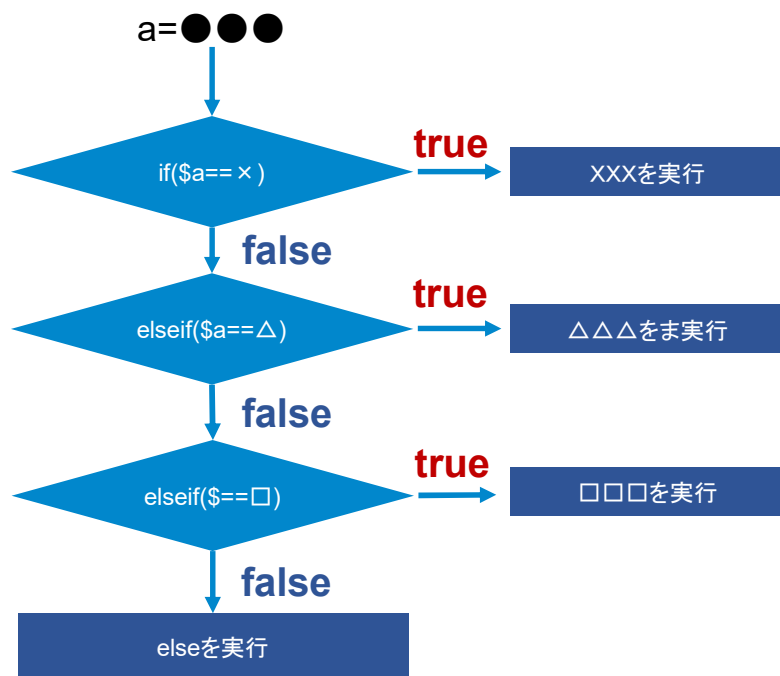 a=●●●
if($a==×)
true
XXXを実行
false
elseif($a==△)
true
△△△をま実行
false
elseif($==□)
true
□□□を実行
false
elseを実行